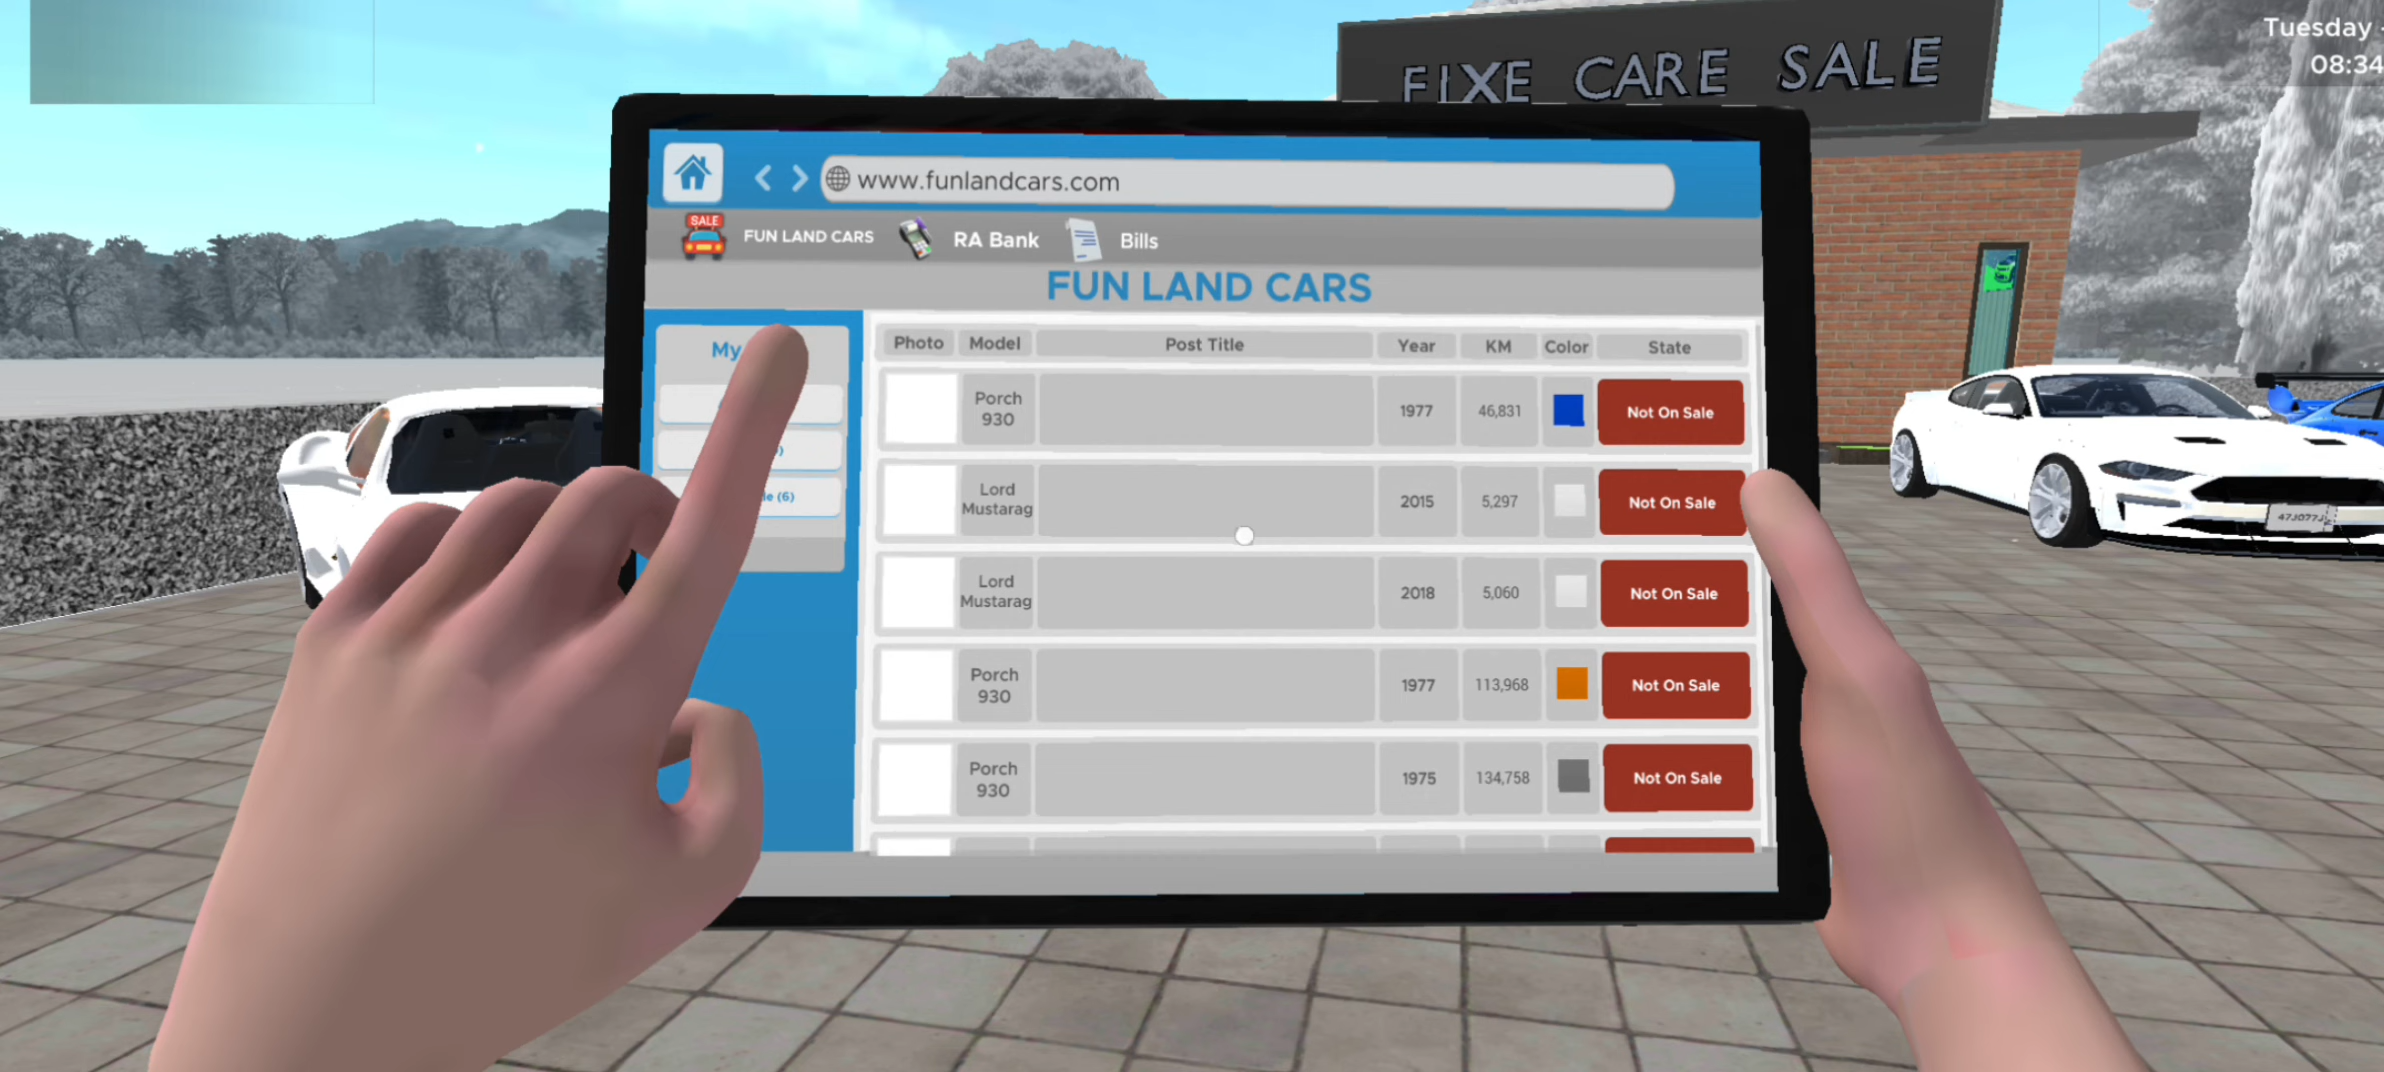 Tuesday
08:34
FIXE CARE SALE
www.funlandcars.com
SALE
FUN LAND CARS
RA Bank
Bills
FUN LAND CARS
My
(6)
Photo Model Post Title Year KM Color State
Porch
930
1977 46,831 Not On Sale
Lord
Mustarag
2015 5,297 Not On Sale
Lord
Mustarag
2018 5,060 Not On Sale
Porch
930
1977 113,968 Not On Sale
Porch
930
1975 134,758 Not On Sale